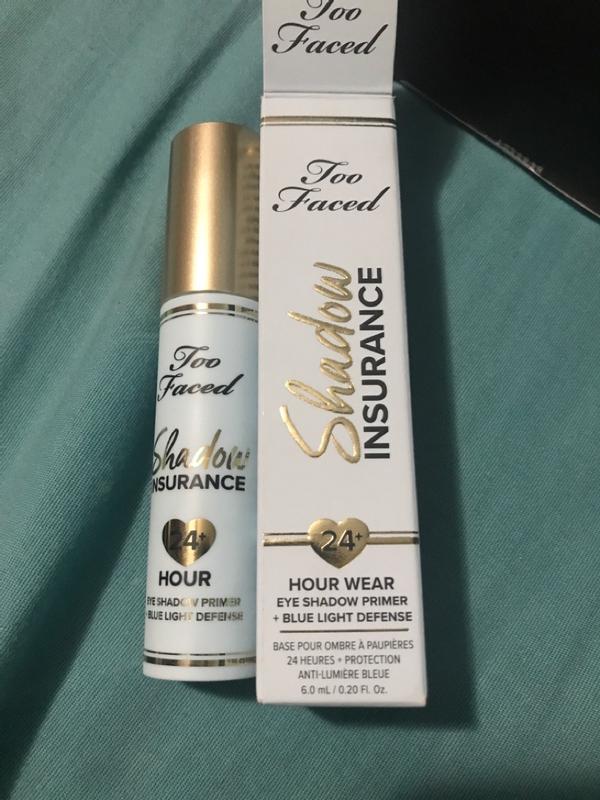 Too
Faced
Too
Faced
Shadow
INSURANCE
24+
HOUR WEAR
EYE SHADOW PRIMER
+ BLUE LIGHT DEFENSE
BASE POUR OMBRE À PAUPIÈRES
24 HEURES + PROTECTION
ANTI-LUMIÈRE BLEUE
6.0 mL / 0.20 Fl. Oz.
Too
Faced
Shadow
INSURANCE
24+
HOUR
EYE SHADOW PRIMER
+ BLUE LIGHT DEFENSE